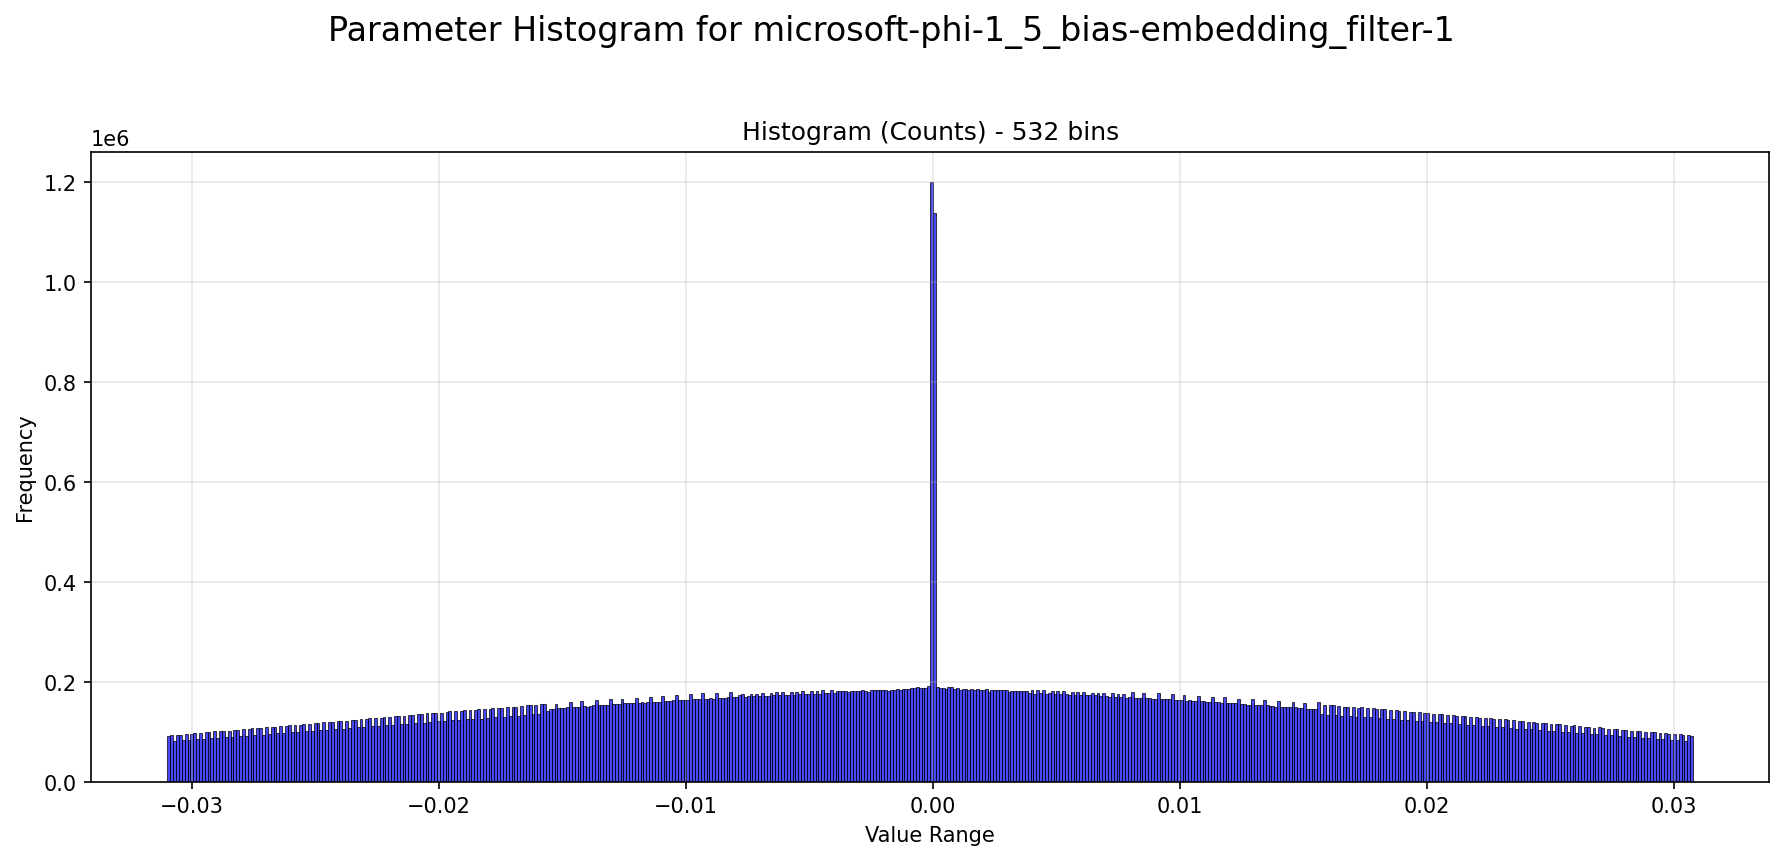 Parameter Histogram for microsoft-phi-1_5_bias-embedding_filter-1
Histogram (Counts) - 532 bins
1e6
1.2
1.0
0.8
0.6
0.4
0.2
0.0
Frequency
−0.03
−0.02
−0.01
0.00
0.01
0.02
0.03
Value Range